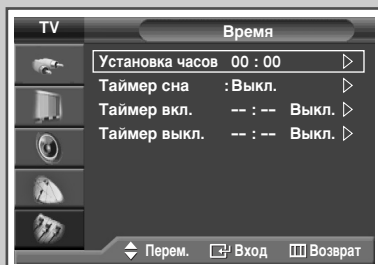 TV
Время
Установка часов 00 : 00
Таймер сна : Выкл.
Таймер вкл. -- : -- Выкл.
Таймер выкл. -- : -- Выкл.
Перем. Вход Возврат